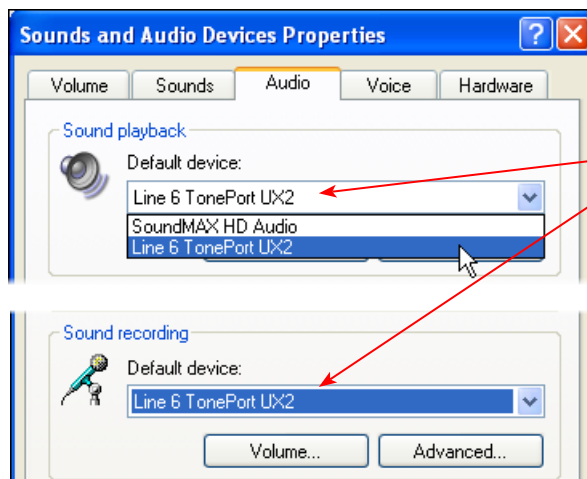 Sounds and Audio Devices Properties
Volume Sounds Audio Voice Hardware
Sound playback
Default device:
Line 6 TonePort UX2
SoundMAX HD Audio
Line 6 TonePort UX2
Sound recording
Default device:
Line 6 TonePort UX2
Volume... Advanced...